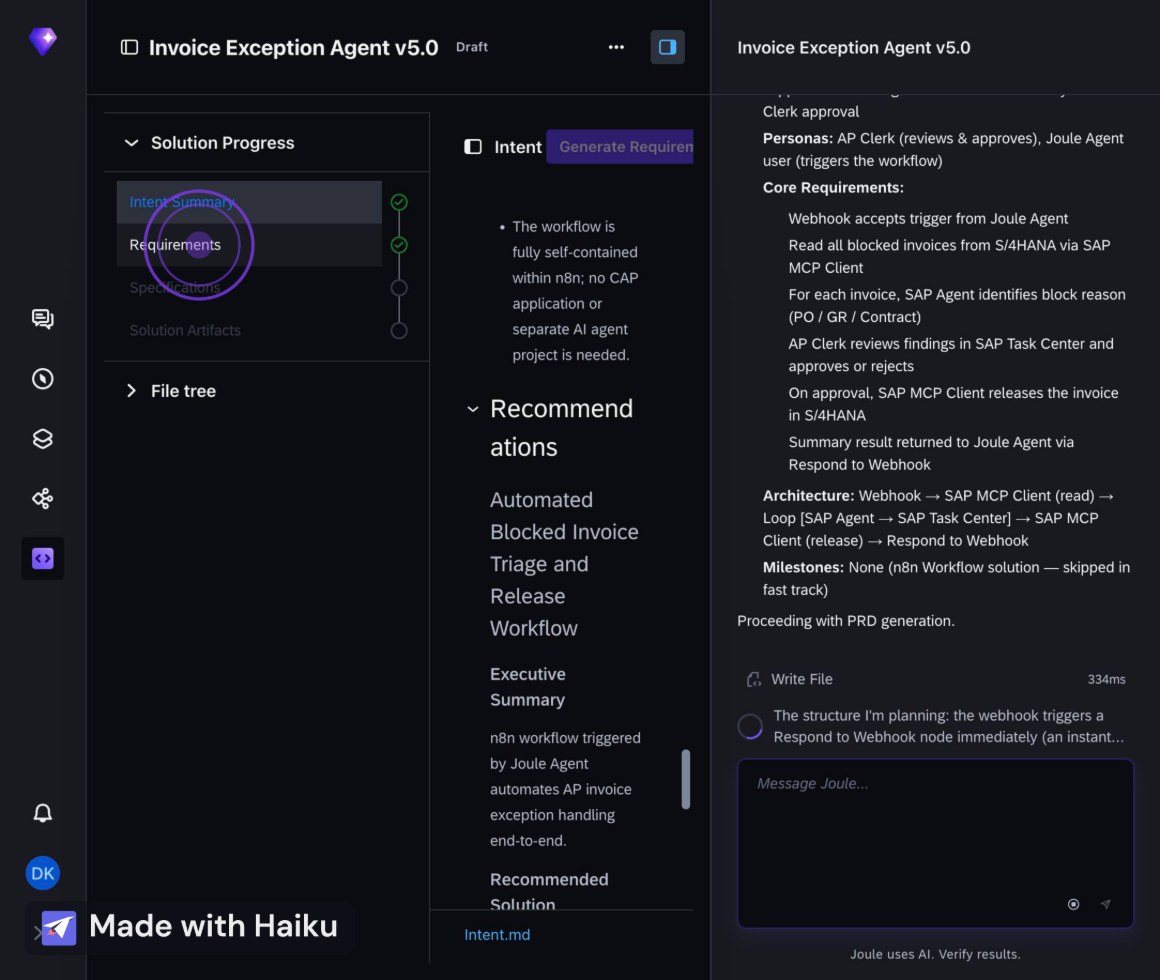 Invoice Exception Agent v5.0 Draft
Solution Progress
Intent Summary
Requirements
Specifications
Solution Artifacts
File tree
Intent
Generate Requirem
• The workflow is
fully self-contained
within n8n; no CAP
application or
separate AI agent
project is needed.
Recommend
ations
Automated
Blocked Invoice
Triage and
Release
Workflow
Executive
Summary
n8n workflow triggered
by Joule Agent
automates AP invoice
exception handling
end-to-end.
Recommended
Solution
Intent.md
Invoice Exception Agent v5.0
Clerk approval
Personas: AP Clerk (reviews & approves), Joule Agent
user (triggers the workflow)
Core Requirements:
Webhook accepts trigger from Joule Agent
Read all blocked invoices from S/4HANA via SAP
MCP Client
For each invoice, SAP Agent identifies block reason
(PO / GR / Contract)
AP Clerk reviews findings in SAP Task Center and
approves or rejects
On approval, SAP MCP Client releases the invoice
in S/4HANA
Summary result returned to Joule Agent via
Respond to Webhook
Architecture: Webhook → SAP MCP Client (read) →
Loop [SAP Agent → SAP Task Center] → SAP MCP
Client (release) → Respond to Webhook
Milestones: None (n8n Workflow solution — skipped in
fast track)
Proceeding with PRD generation.
Write File 334ms
The structure I'm planning: the webhook triggers a
Respond to Webhook node immediately (an instant...
Message Joule...
Joule uses AI. Verify results.
DK
Made with Haiku